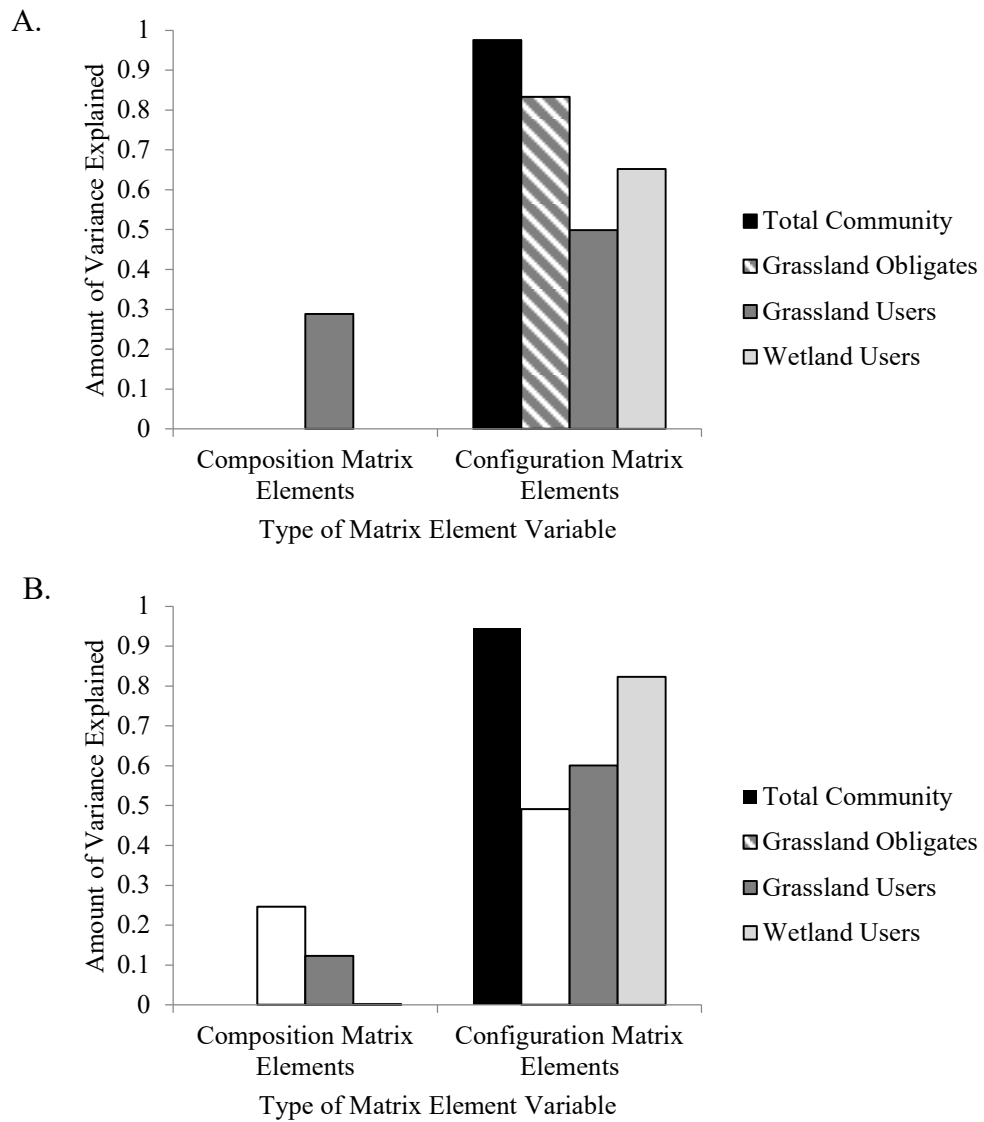 A.
Amount of Variance Explained
1
0.9
0.8
0.7
0.6
0.5
0.4
0.3
0.2
0.1
0
Composition Matrix
Elements
Configuration Matrix
Elements
Type of Matrix Element Variable
Total Community
Grassland Obligates
Grassland Users
Wetland Users
B.
Amount of Variance Explained
1
0.9
0.8
0.7
0.6
0.5
0.4
0.3
0.2
0.1
0
Composition Matrix
Elements
Configuration Matrix
Elements
Type of Matrix Element Variable
Total Community
Grassland Obligates
Grassland Users
Wetland Users